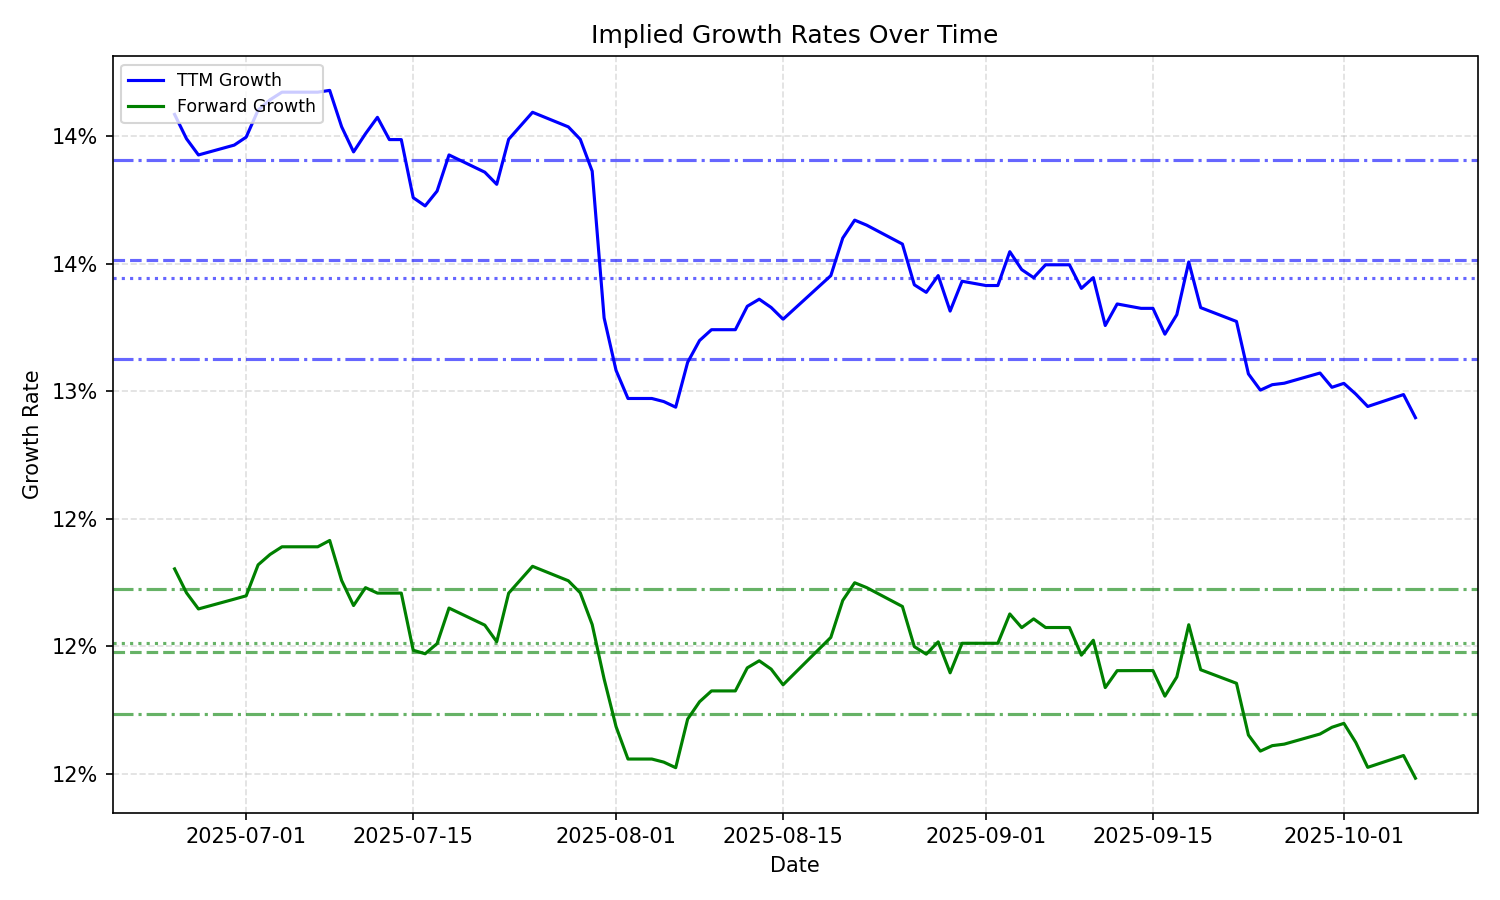 Implied Growth Rates Over Time
TTM Growth
Forward Growth
14%
14%
13%
12%
12%
12%
Growth Rate
2025-07-01
2025-07-15
2025-08-01
2025-08-15
2025-09-01
2025-09-15
2025-10-01
Date